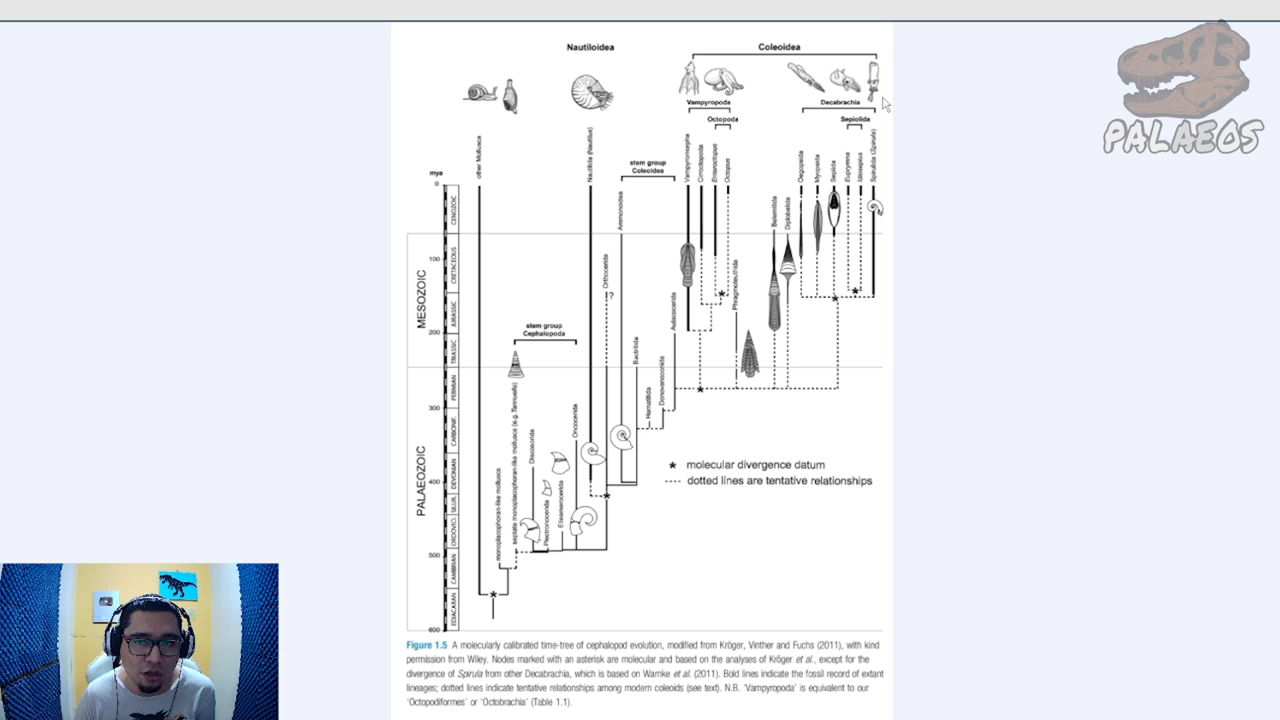 Nautiloidea
Coleoidea
PALAEOS
Vampyropoda
Decabrachia
Octopoda
Sepiolida
other Mollusca
Nautilida (Nautilus)
stem group
Coleoidea
Vampyromorpha
Cirroctopoda
Enteroctopus
Octopus
Oegopsida
Myopsida
Sepiida
Euprymna
Idiosepius
Spirulida (Spirula)
mya
0
CENOZOIC
Ammonoidea
Belemnitida
Diplobelida
MESOZOIC
100
CRETACEOUS
Orthocerida
?
Phragmoteuthida
Aulacocerida
JURASSIC
200
stem group
Cephalopoda
TRIASSIC
Bactritida
PERMIAN
Donovanoconida
Hematitida
300
septate monoplacophoran-like molluscs (e.g. Tannuella)
Oncocerida
CARBONIF.
Discosorida
PALAEOZOIC
DEVONIAN
* molecular divergence datum
---- dotted lines are tentative relationships
400
monoplacophoran-like molluscs
Plectronocerida
Ellesmerocerida
SILUR.
ORDOVICI.
500
CAMBRIAN
EDIACARAN
600
Figure 1.5 A molecularly calibrated time-tree of cephalopod evolution, modified from Kröger, Vinther and Fuchs (2011), with kind
permission from Wiley. Nodes marked with an asterisk are molecular and based on the analyses of Kröger et al., except for the
divergence of Spirula from other Decabrachia, which is based on Warnke et al. (2011). Bold lines indicate the fossil record of extant
lineages; dotted lines indicate tentative relationships among modern coleoids (see text). N.B. 'Vampyropoda' is equivalent to our
'Octopodiformes' or 'Octobrachia' (Table 1.1).